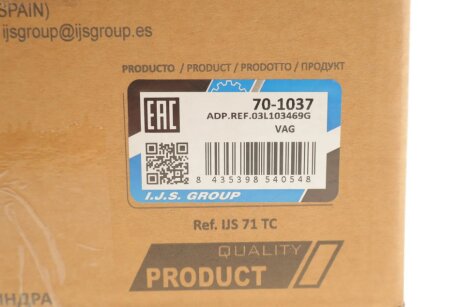 SPAIN)
ijsgroup@ijsgroup.es
PRODUCTO / PRODUCT / PRODOTTO / ПРОДУКТ
EAC
70-1037
ADP.REF.03L103469G
VAG
8 435398 540548
I.J.S. GROUP
Ref. IJS 71 TC
QUALITY
PRODUCT
ИНДРА